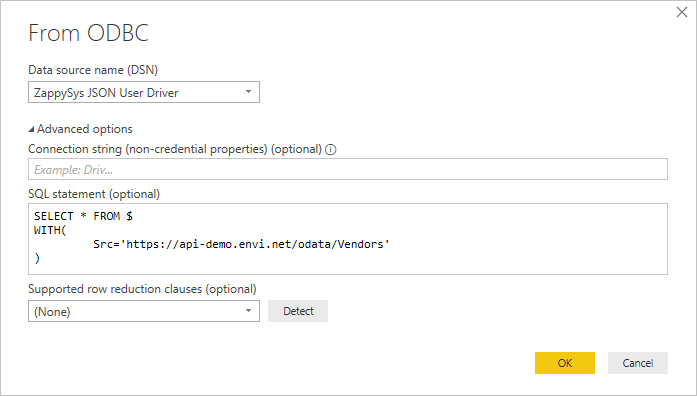 From ODBC
Data source name (DSN)
ZappySys JSON User Driver
Advanced options
Connection string (non-credential properties) (optional)
Example: Driv...
SQL statement (optional)
SELECT * FROM $
WITH(
Src='https://api-demo.envi.net/odata/Vendors'
)
Supported row reduction clauses (optional)
(None)
Detect
OK
Cancel